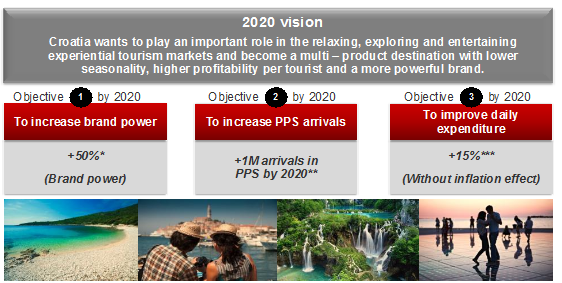 2020 vision
Croatia wants to play an important role in the relaxing, exploring and entertaining
experiential tourism markets and become a multi – product destination with lower
seasonality, higher profitability per tourist and a more powerful brand.
Objective 1 by 2020
To increase brand power
+50%*
(Brand power)
Objective 2 by 2020
To increase PPS arrivals
+1M arrivals in
PPS by 2020**
Objective 3 by 2020
To improve daily
expenditure
+15%***
(Without inflation effect)